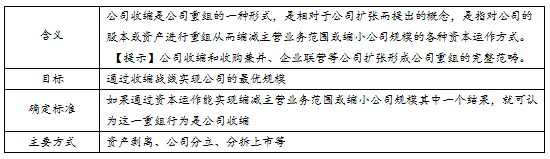 含义
公司收缩是公司重组的一种形式，是相对于公司扩张而提出的概念，是指对公司的
股本或资产进行重组从而缩减主营业务范围或缩小公司规模的各种资本运作方式。
【提示】公司收缩和收购兼并、企业联营等公司扩张形成公司重组的完整范畴。
目标
通过收缩战线实现公司的最优规模
确定标准
如果通过资本运作能实现缩减主营业务范围或缩小公司规模其中一个结果，就可认
为这一重组行为是公司收缩
主要方式
资产剥离、公司分立、分拆上市等